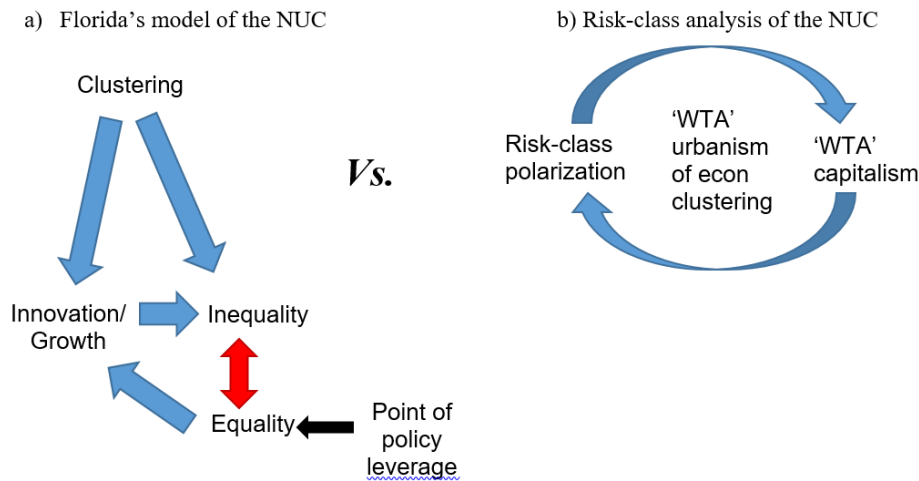 a) Florida’s model of the NUC
Clustering
Innovation/
Growth
Inequality
Equality
Point of
policy
leverage
Vs.
b) Risk-class analysis of the NUC
Risk-class
polarization
‘WTA’
urbanism
of econ
clustering
‘WTA’
capitalism